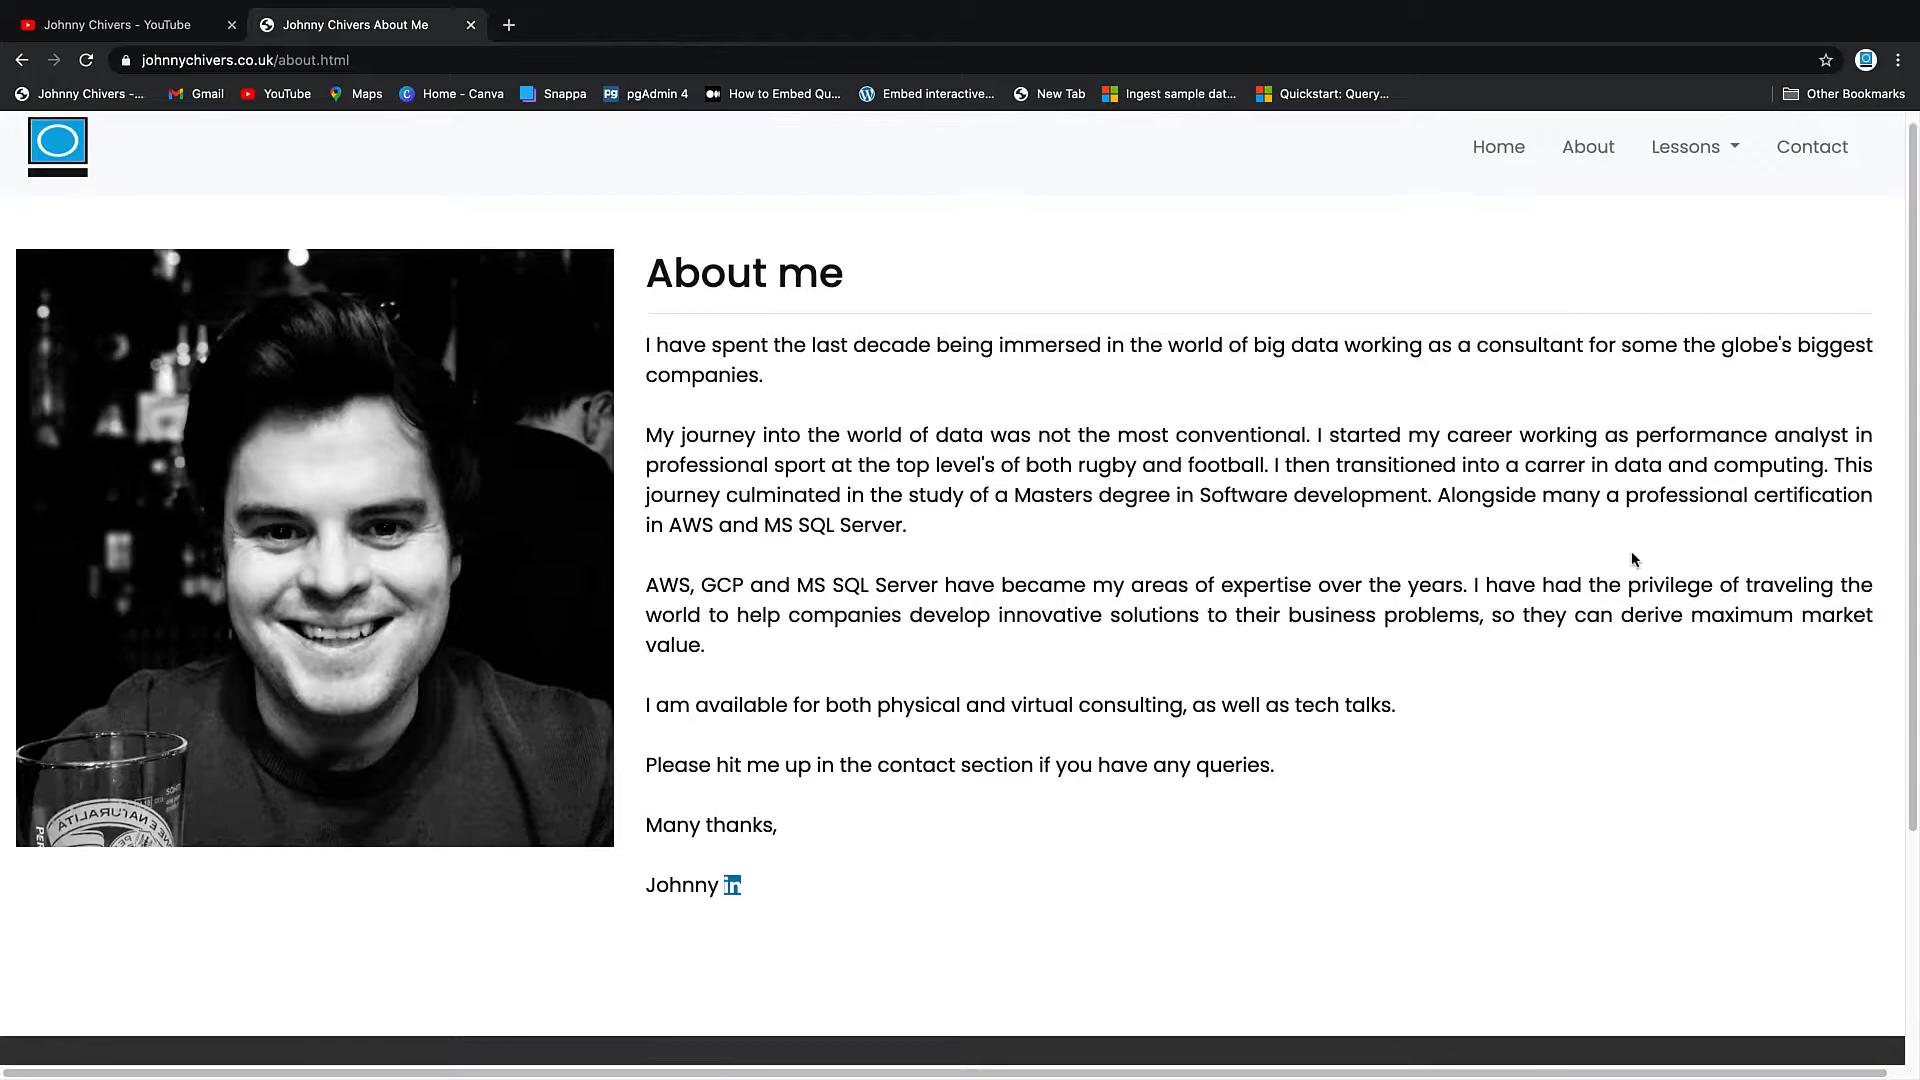 Johnny Chivers - YouTube
Johnny Chivers About Me
johnnychivers.co.uk/about.html
Johnny Chivers -...
Gmail
YouTube
Maps
Home - Canva
Snappa
pgAdmin 4
How to Embed Qu...
Embed interactive...
New Tab
Ingest sample dat...
Quickstart: Query...
Other Bookmarks
Home
About
Lessons
Contact
About me
I have spent the last decade being immersed in the world of big data working as a consultant for some the globe's biggest
companies.
My journey into the world of data was not the most conventional. I started my career working as performance analyst in
professional sport at the top level's of both rugby and football. I then transitioned into a carrer in data and computing. This
journey culminated in the study of a Masters degree in Software development. Alongside many a professional certification
in AWS and MS SQL Server.
AWS, GCP and MS SQL Server have became my areas of expertise over the years. I have had the privilege of traveling the
world to help companies develop innovative solutions to their business problems, so they can derive maximum market
value.
I am available for both physical and virtual consulting, as well as tech talks.
Please hit me up in the contact section if you have any queries.
Many thanks,
Johnny in